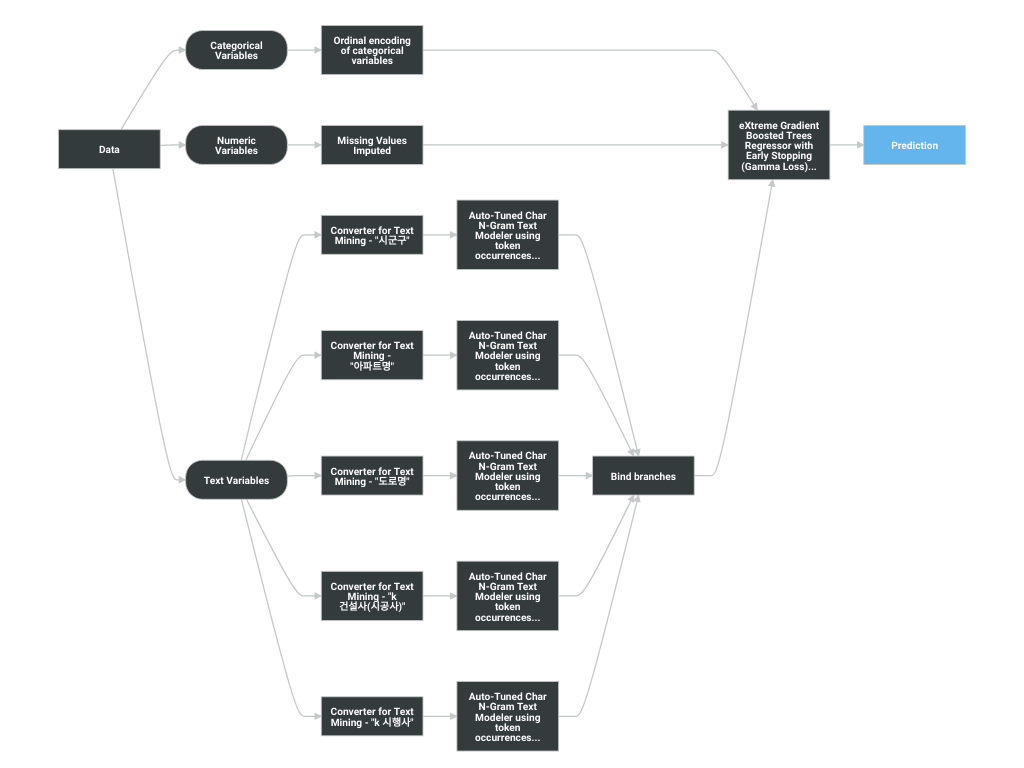 Categorical
Variables
Ordinal encoding
of categorical
variables
Data
Numeric
Variables
Missing Values
Imputed
eXtreme Gradient
Boosted Trees
Regressor with
Early Stopping
(Gamma Loss)...
Prediction
Converter for Text
Mining - "시군구"
Auto-Tuned Char
N-Gram Text
Modeler using
token
occurrences...
Converter for Text
Mining -
"아파트명"
Auto-Tuned Char
N-Gram Text
Modeler using
token
occurrences...
Text Variables
Converter for Text
Mining - "도로명"
Auto-Tuned Char
N-Gram Text
Modeler using
token
occurrences...
Bind branches
Converter for Text
Mining - "k
건설사(시공사)"
Auto-Tuned Char
N-Gram Text
Modeler using
token
occurrences...
Converter for Text
Mining - "k 시행사"
Auto-Tuned Char
N-Gram Text
Modeler using
token
occurrences...